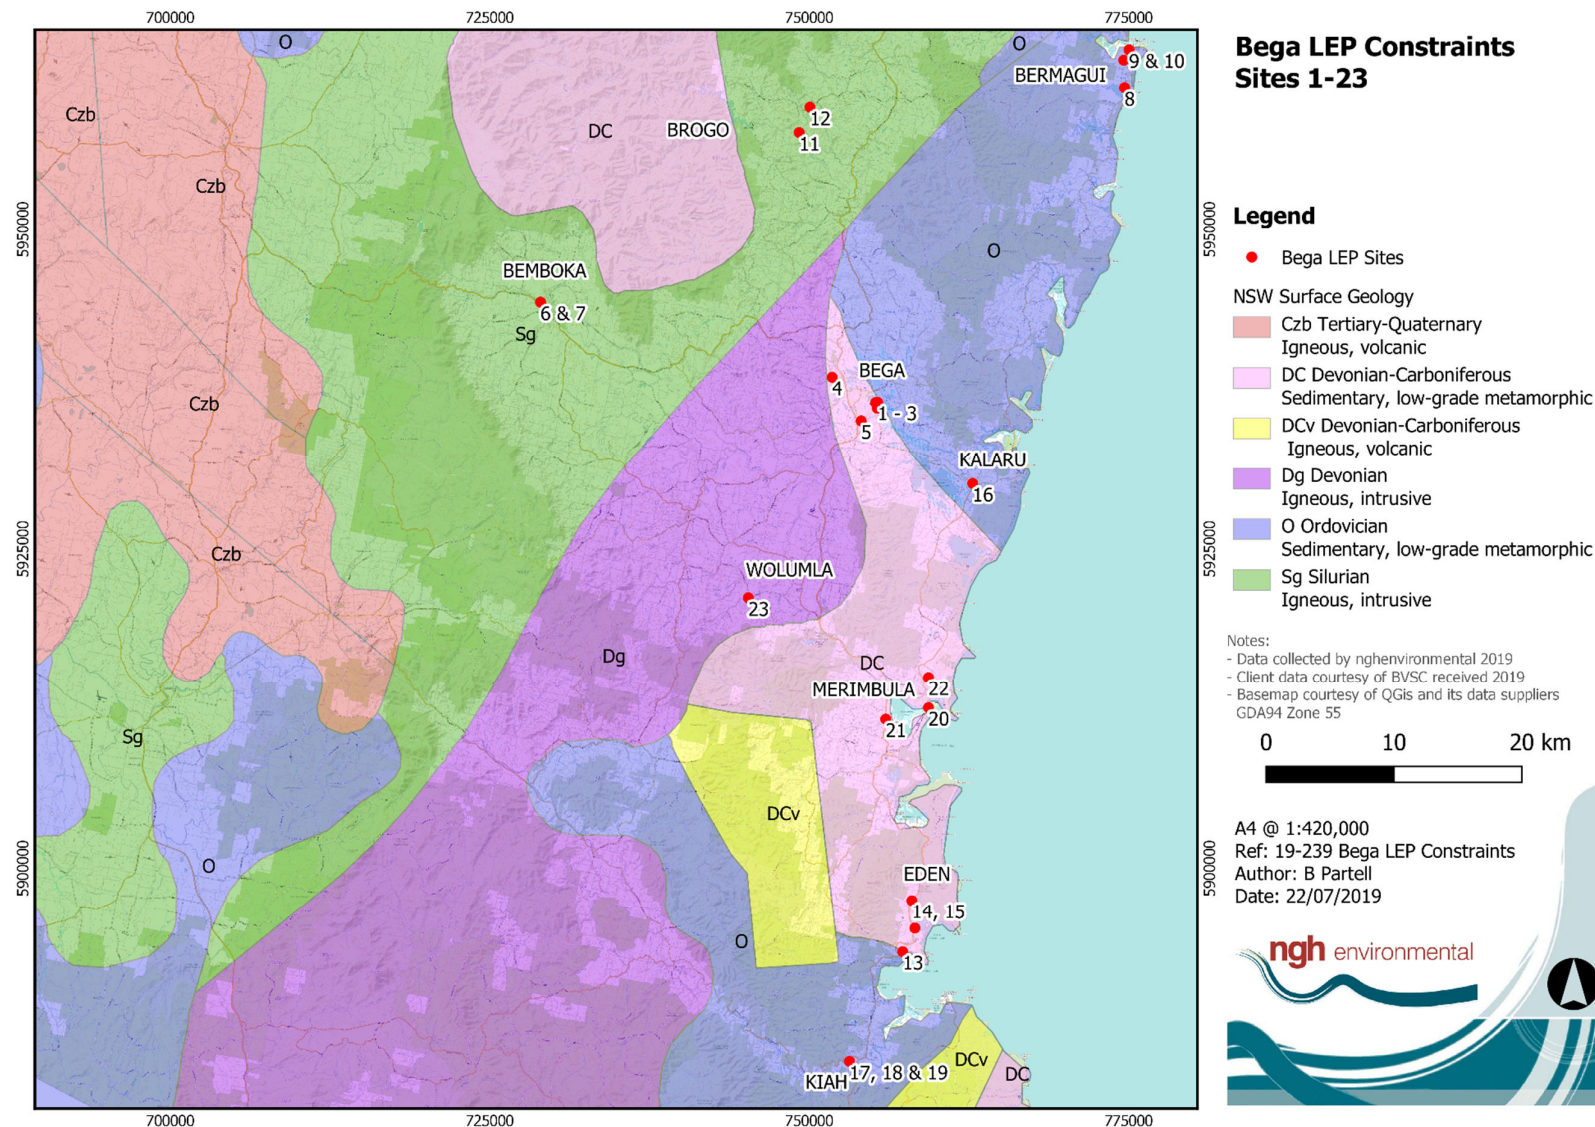 700000 725000 750000 775000
Bega LEP Constraints
Sites 1-23
O
O
BERMAGUI
9 & 10
8
Czb
DC
BROGO
12
11
Czb
5950000
5950000
O
BEMBOKA
6 & 7
Sg
BEGA
4
1 - 3
5
Czb
KALARU
16
5925000
5925000
Czb
WOLUMLA
23
Dg
DC
MERIMBULA
22
20
21
Sg
DCv
5900000
5900000
O
EDEN
14, 15
O
13
DCv
DC
KIAH
17, 18 & 19
700000 725000 750000 775000
Legend
Bega LEP Sites
NSW Surface Geology
Czb Tertiary-Quaternary
Igneous, volcanic
DC Devonian-Carboniferous
Sedimentary, low-grade metamorphic
DCv Devonian-Carboniferous
Igneous, volcanic
Dg Devonian
Igneous, intrusive
O Ordovician
Sedimentary, low-grade metamorphic
Sg Silurian
Igneous, intrusive
Notes:
- Data collected by nghenvironmental 2019
- Client data courtesy of BVSC received 2019
- Basemap courtesy of QGis and its data suppliers
GDA94 Zone 55
0 10 20 km
A4 @ 1:420,000
Ref: 19-239 Bega LEP Constraints
Author: B Partell
Date: 22/07/2019
ngh environmental